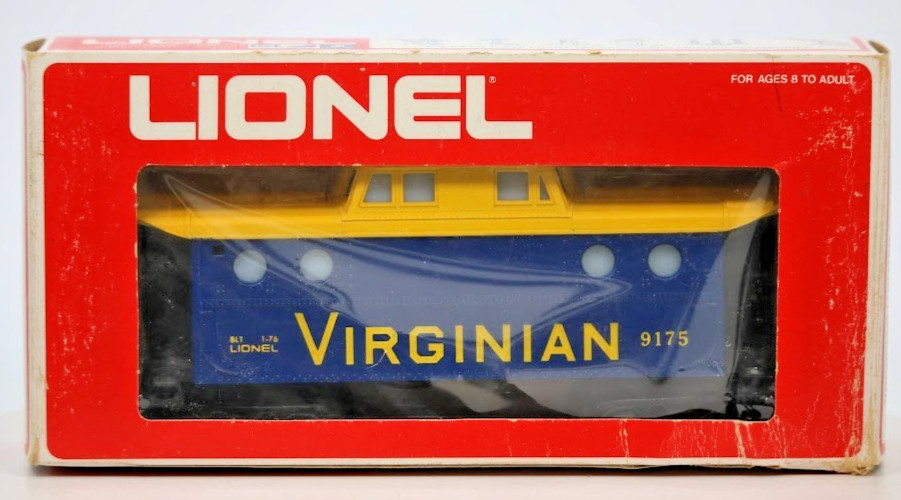 LIONEL®
FOR AGES 8 TO ADULT
BLT 1-76
LIONEL
VIRGINIAN
9175